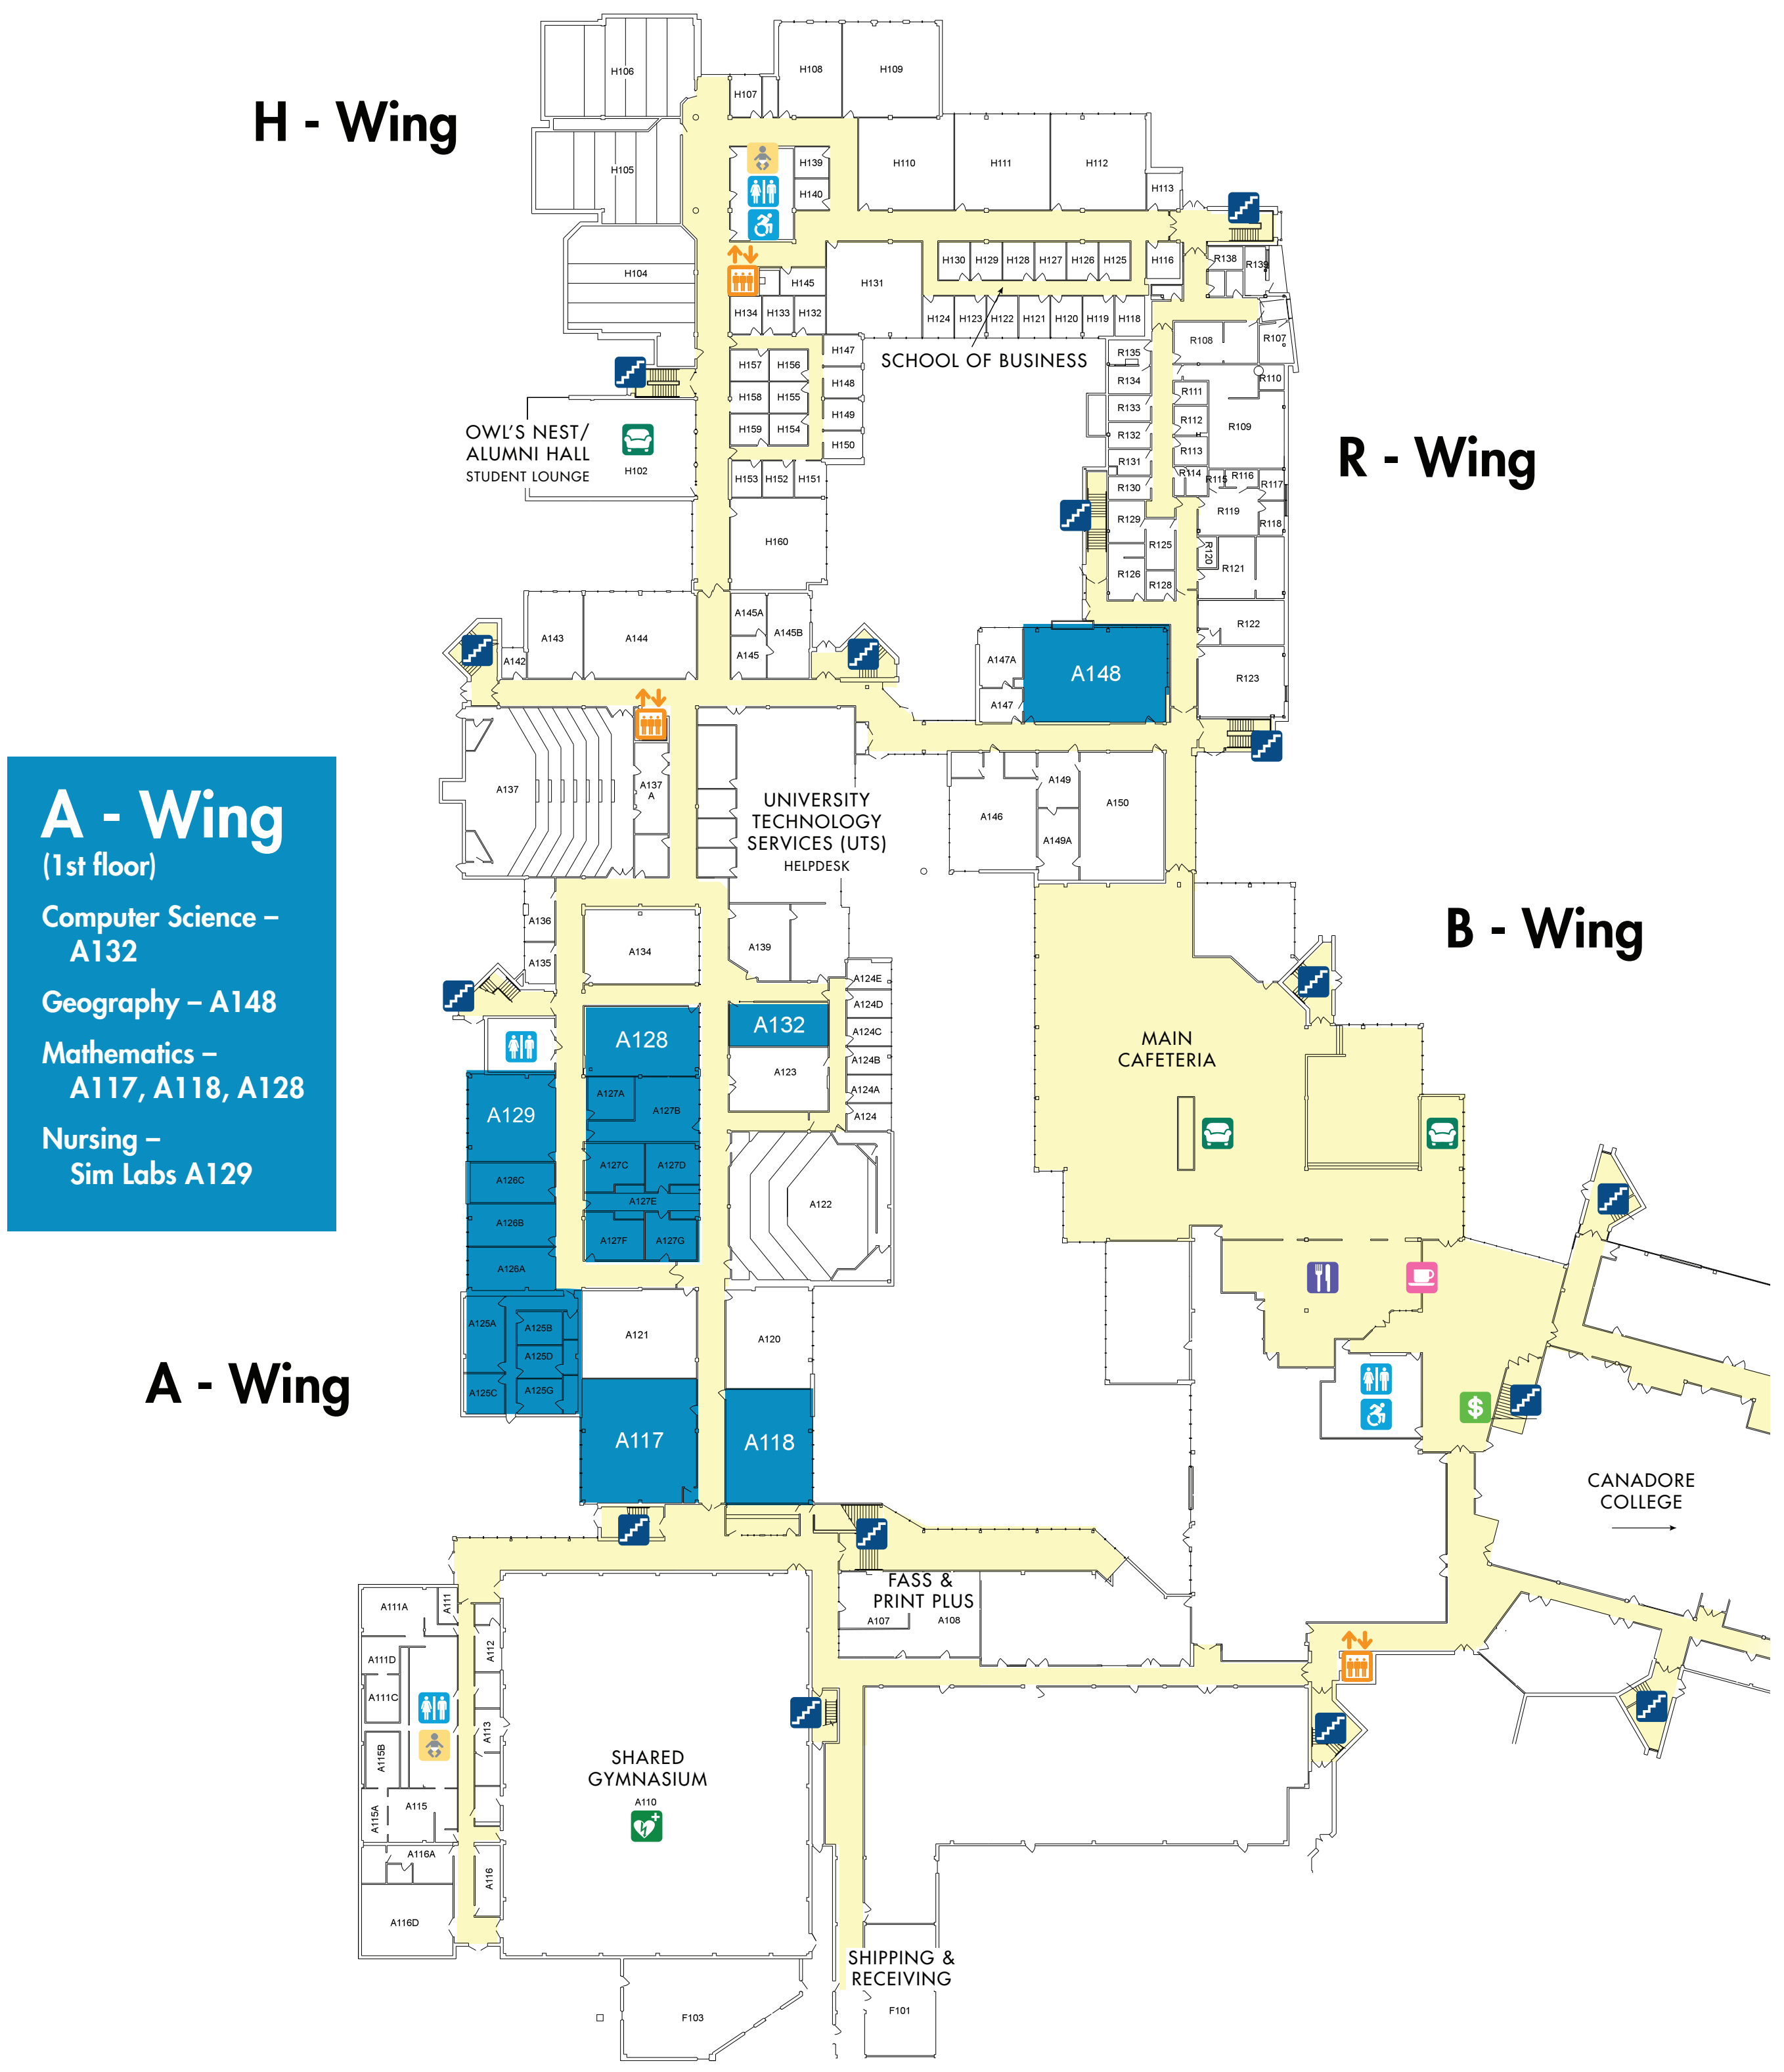 H - Wing
H106
H107
H108
H109
H105
H139
H140
H110
H111
H112
H113
H104
H145
H131
H130
H129
H128
H127
H126
H125
H116
R138
R139
H134
H133
H132
H124
H123
H122
H121
H120
H119
H118
SCHOOL OF BUSINESS
R108
R107
H157
H156
H147
H158
H155
H148
H159
H154
H149
H150
H153
H152
H151
H160
OWL'S NEST/
ALUMNI HALL
STUDENT LOUNGE
H102
R135
R134
R133
R132
R131
R130
R129
R126
R125
R128
R111
R112
R113
R114
R115
R116
R117
R110
R109
R119
R118
R120
R121
R122
R123
R - Wing
A143
A144
A142
A145A
A145B
A145
A147A
A147
A148
A137
A137
A
UNIVERSITY
TECHNOLOGY
SERVICES (UTS)
HELPDESK
A146
A149
A149A
A150
A - Wing
(1st floor)
Computer Science –
A132
Geography – A148
Mathematics –
A117, A118, A128
Nursing –
Sim Labs A129
A136
A135
A134
A139
A124E
A124D
A124C
A124B
A124A
A124
A128
A132
A123
A129
A127A
A127B
A127C
A127D
A127E
A127F
A127G
A126C
A126B
A126A
A122
A125A
A125B
A125D
A125C
A125G
A121
A120
A117
A118
A - Wing
B - Wing
MAIN
CAFETERIA
$
CANADORE
COLLEGE
FASS &
PRINT PLUS
A107
A108
A111A
A111
A112
A111D
A111C
A113
A115B
A115A
A115
A116A
A116
A116D
SHARED
GYMNASIUM
A110
SHIPPING &
RECEIVING
F103
F101